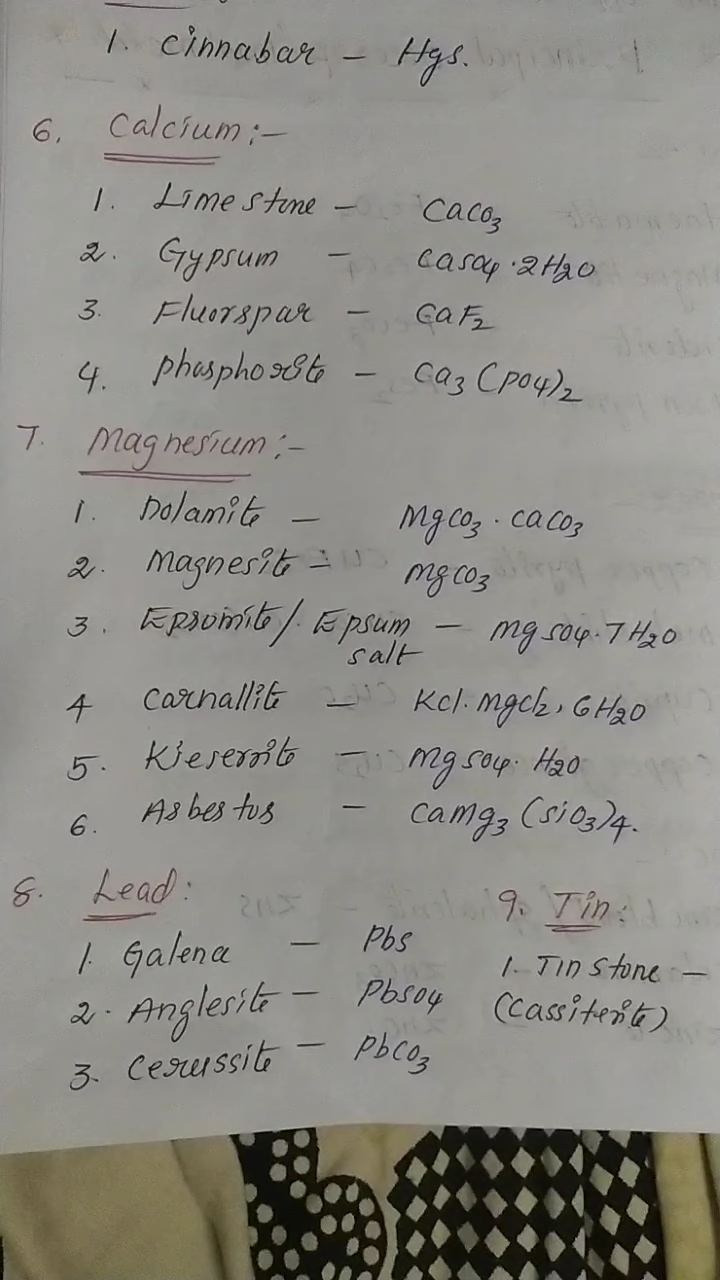 1. Cinnabar – Hgs.
6. Calcium:-
1. Lime stone – CaCO3
2. Gypsum – CaSO4·2H2O
3. Fluorspar – CaF2
4. phosphorite – Ca3(PO4)2
7. Magnesium:-
1. Dolamite – MgCO3·CaCO3
2. Magnesite – MgCO3
3. Epsomite/. Epsum – MgSO4·7H2O
salt
4 Carnallite – KCl.MgCl2, 6H2O
5. Kieserite – MgSO4·H2O
6. Asbestos – CaMg3(SiO3)4.
8. Lead:
1. Galena – PbS
2. Anglesite – PbSO4
3. Cerussite – PbCO3
9. Tin:
1. Tin stone –
(Cassiterite)